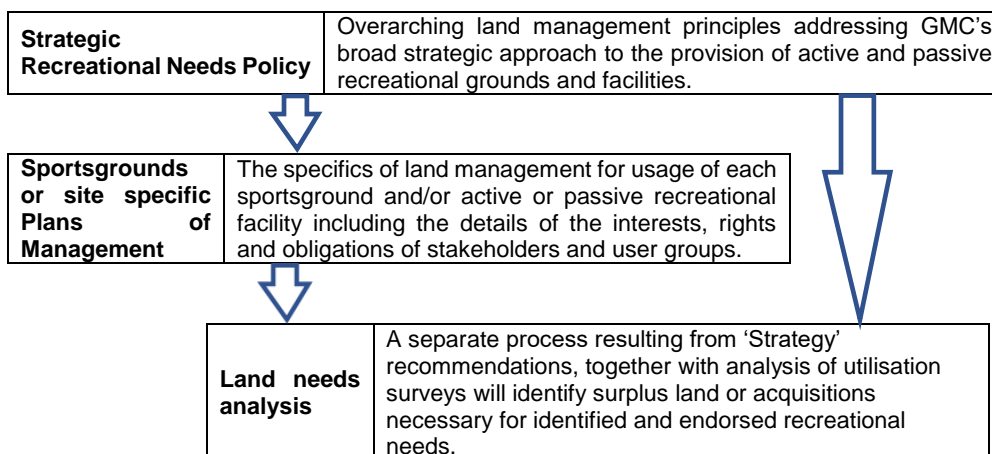 Strategic
Recreational Needs Policy
Overarching land management principles addressing GMC's
broad strategic approach to the provision of active and passive
recreational grounds and facilities.
Sportsgrounds
or site specific
Plans of
Management
The specifics of land management for usage of each
sportsground and/or active or passive recreational
facility including the details of the interests, rights
and obligations of stakeholders and user groups.
Land needs
analysis
A separate process resulting from ‘Strategy’
recommendations, together with analysis of utilisation
surveys will identify surplus land or acquisitions
necessary for identified and endorsed recreational
needs.